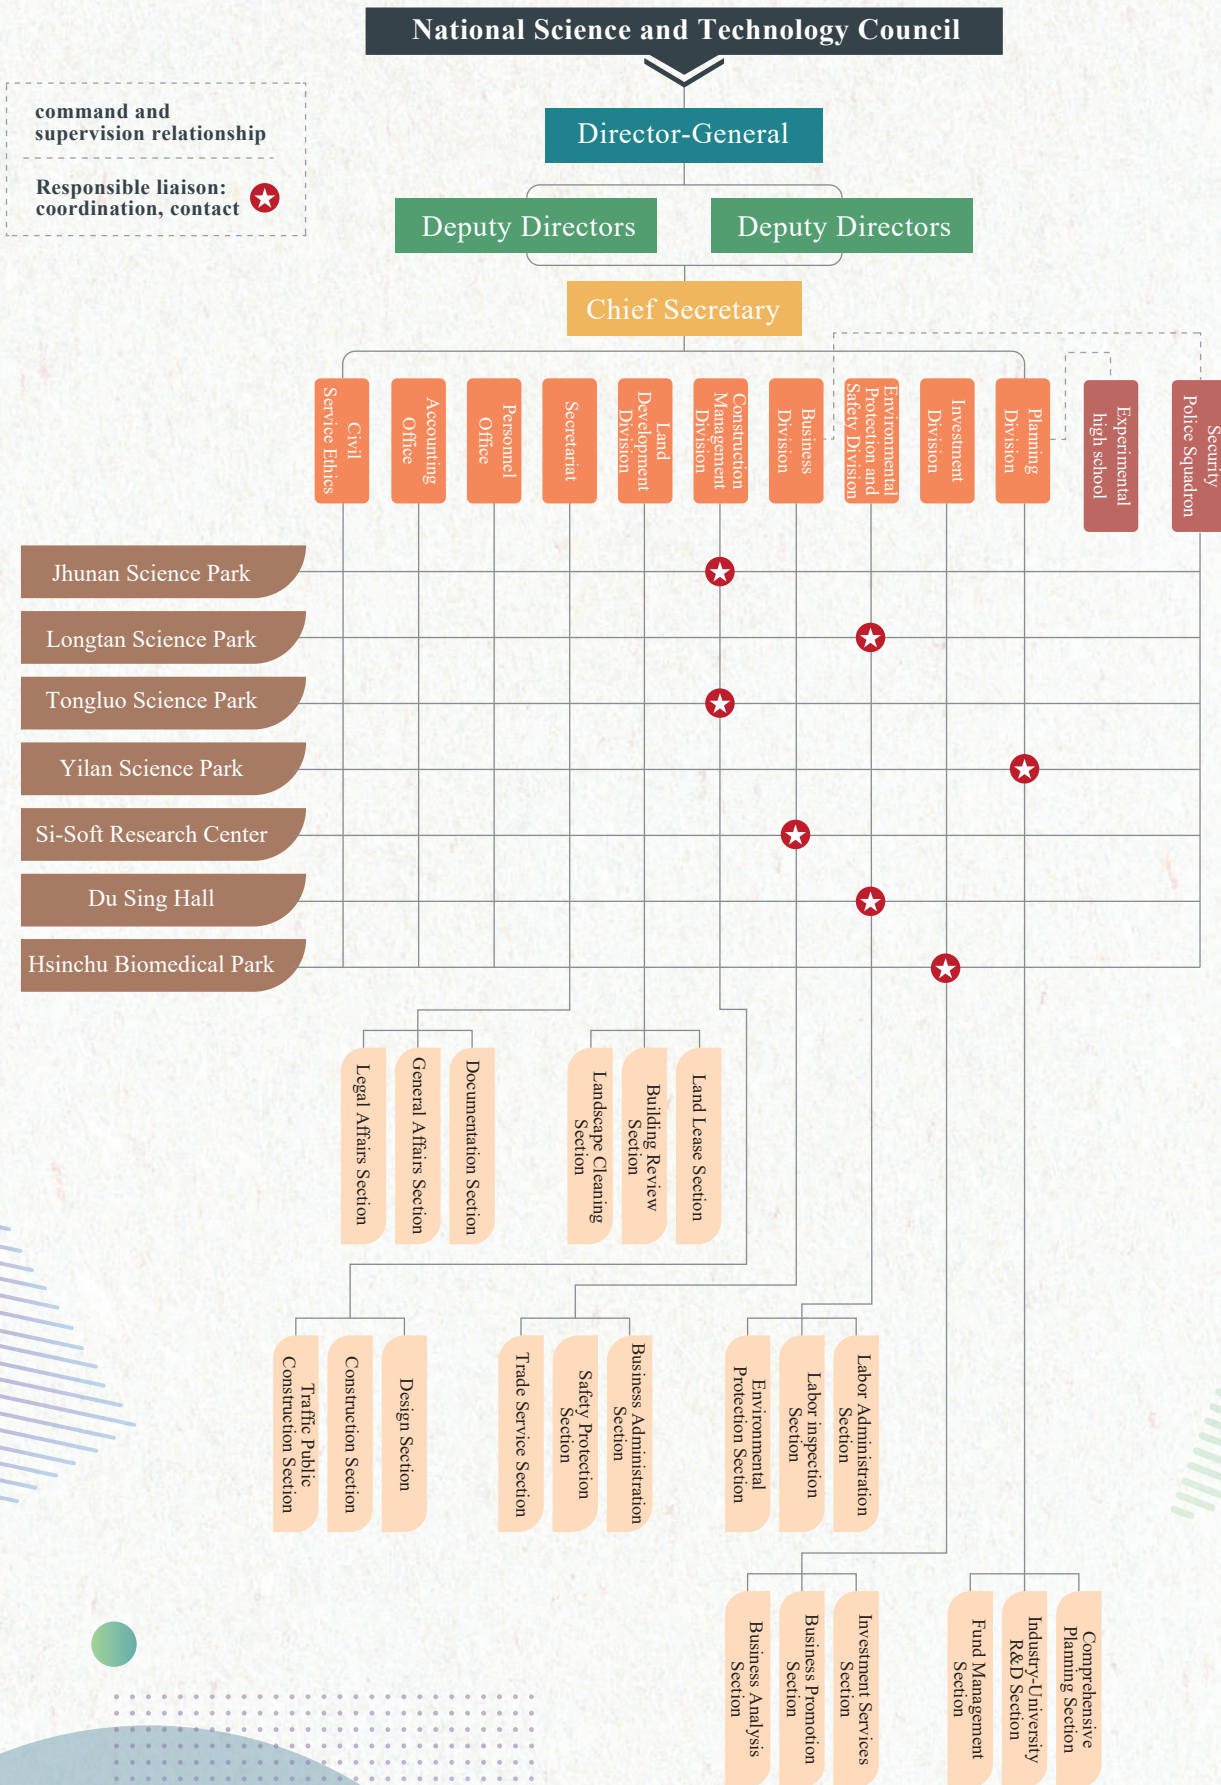 National Science and Technology Council
command and
supervision relationship
Responsible liaison:
coordination, contact
Director-General
Deputy Directors
Deputy Directors
Chief Secretary
Civil
Service Ethics
Accounting
Office
Personnel
Office
Secretariat
Land
Development
Division
Construction
Management
Division
Business
Division
Environmental
Protection and
Safety Division
Investment
Division
Planning
Division
Experimental
high school
Security
Police Squadron
Jhunan Science Park
Longtan Science Park
Tongluo Science Park
Yilan Science Park
Si-Soft Research Center
Du Sing Hall
Hsinchu Biomedical Park
Legal Affairs Section
General Affairs Section
Documentation Section
Landscape Cleaning
Section
Building Review
Section
Land Lease Section
Traffic Public
Construction Section
Construction Section
Design Section
Trade Service Section
Safety Protection
Section
Business Administration
Section
Environmental
Protection Section
Labor inspection
Section
Labor Administration
Section
Business Analysis
Section
Business Promotion
Section
Investment Services
Section
Fund Management
Section
Industry-University
R&D Section
Comprehensive
Planning Section